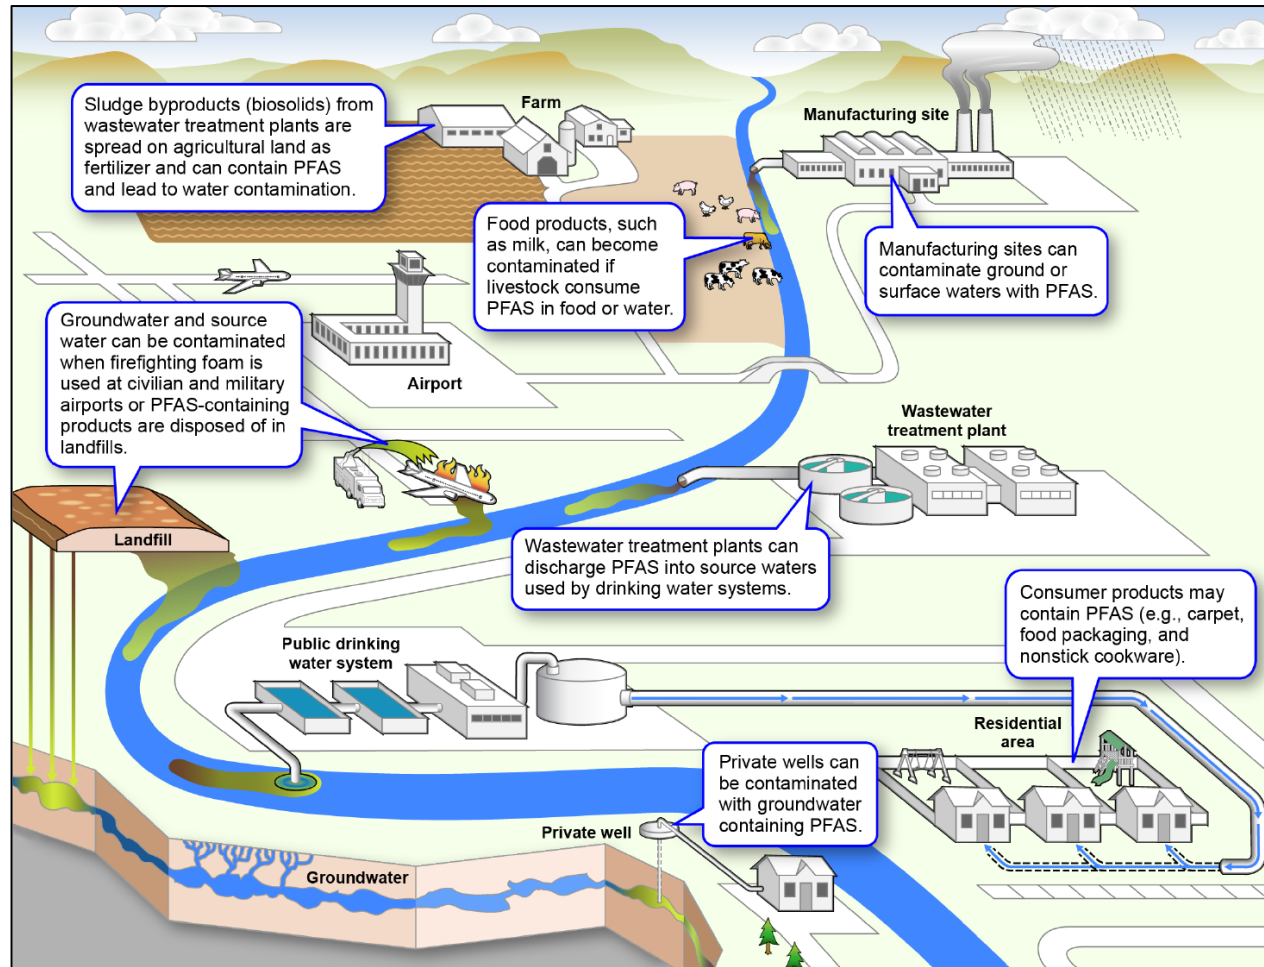 Sludge byproducts (biosolids) from
wastewater treatment plants are
spread on agricultural land as
fertilizer and can contain PFAS
and lead to water contamination.
Farm
Manufacturing site
Food products, such
as milk, can become
contaminated if
livestock consume
PFAS in food or water.
Manufacturing sites can
contaminate ground or
surface waters with PFAS.
Groundwater and source
water can be contaminated
when firefighting foam is
used at civilian and military
airports or PFAS-containing
products are disposed of in
landfills.
Airport
Wastewater
treatment plant
Landfill
Wastewater treatment plants can
discharge PFAS into source waters
used by drinking water systems.
Consumer products may
contain PFAS (e.g., carpet,
food packaging, and
nonstick cookware).
Public drinking
water system
Residential
area
Private wells can
be contaminated
with groundwater
containing PFAS.
Private well
Groundwater